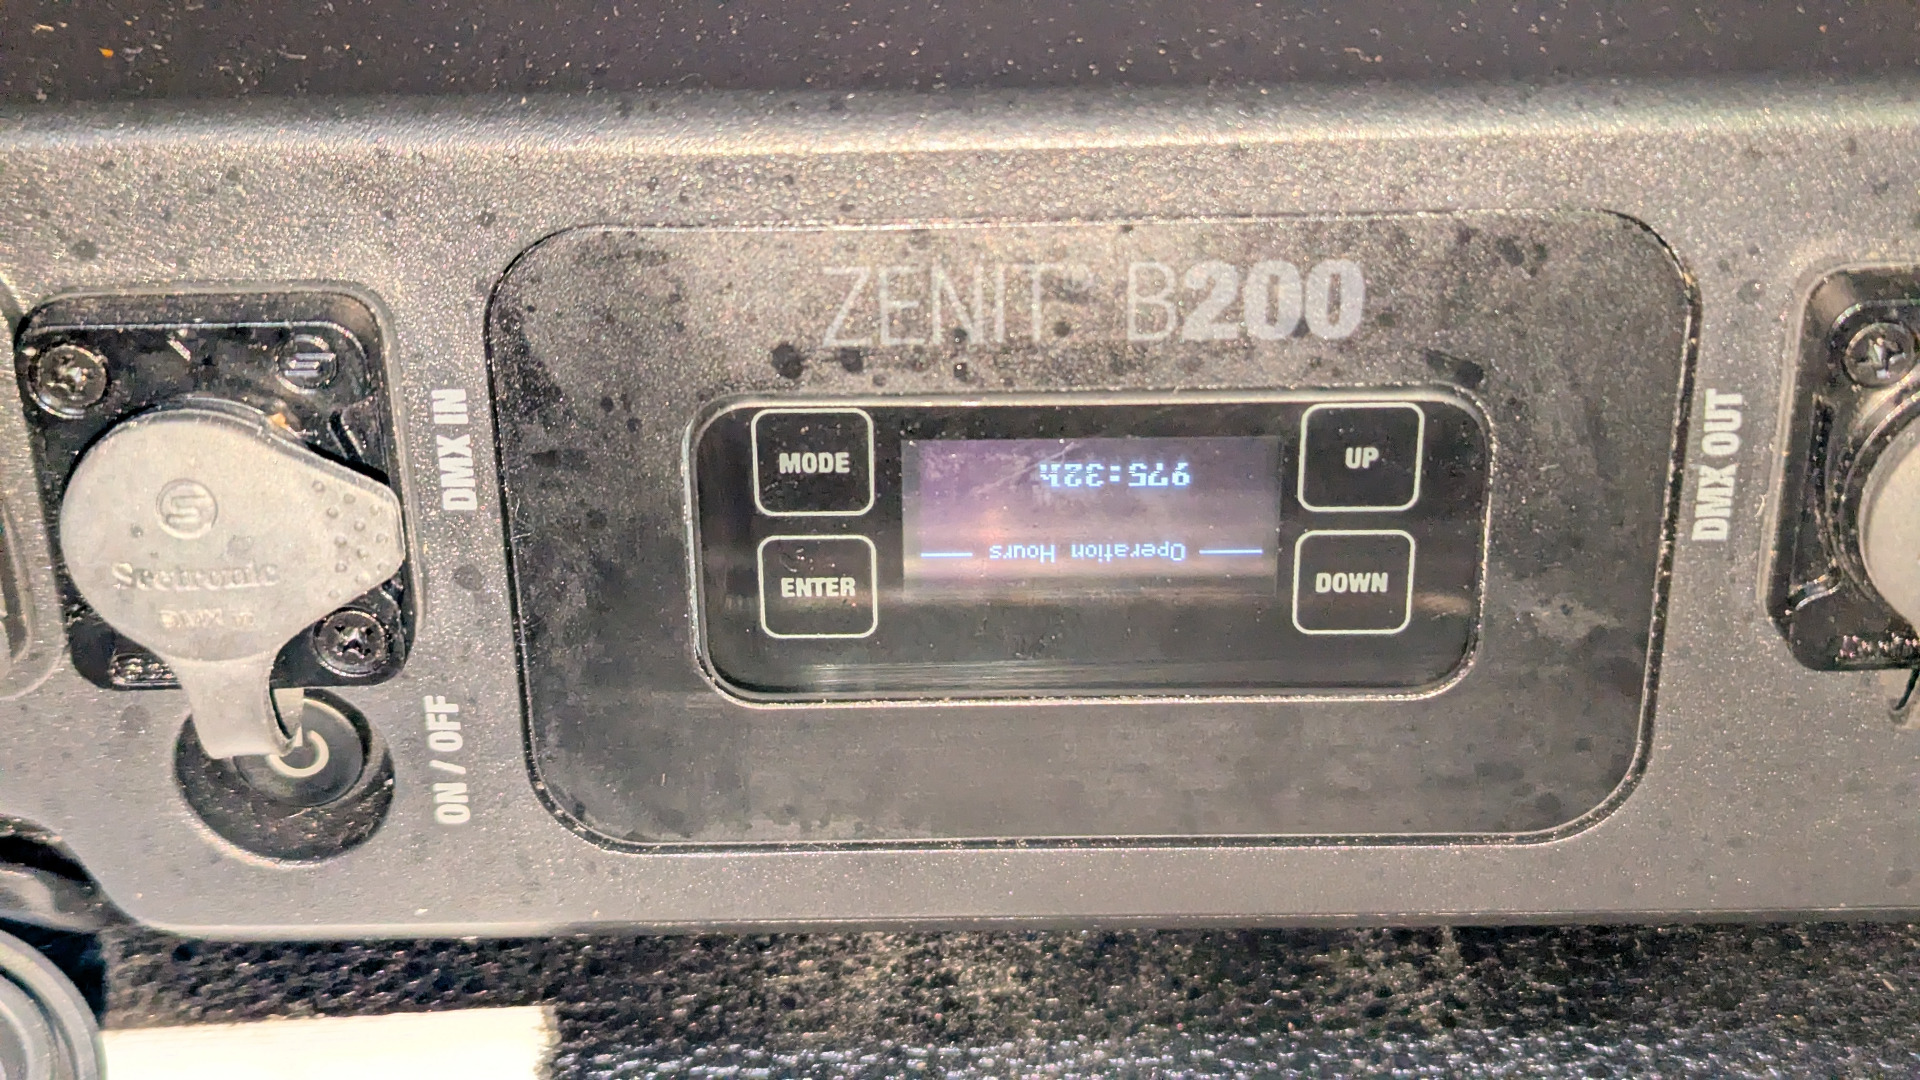 ZENIT® B200
MODE
UP
Operation Hours
975:32h
ENTER
DOWN
DMX IN
DMX OUT
ON / OFF
Seetronic